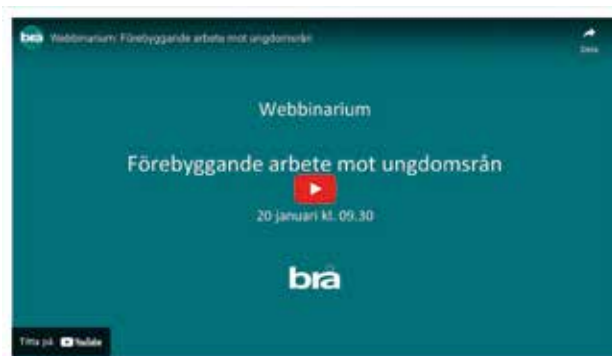 brå Webbinarium: Förebyggande arbete mot ungdomsrån
Dela
Webbinarium
Förebyggande arbete mot ungdomsrån
20 januari kl. 09.30
brå
Titta på YouTube